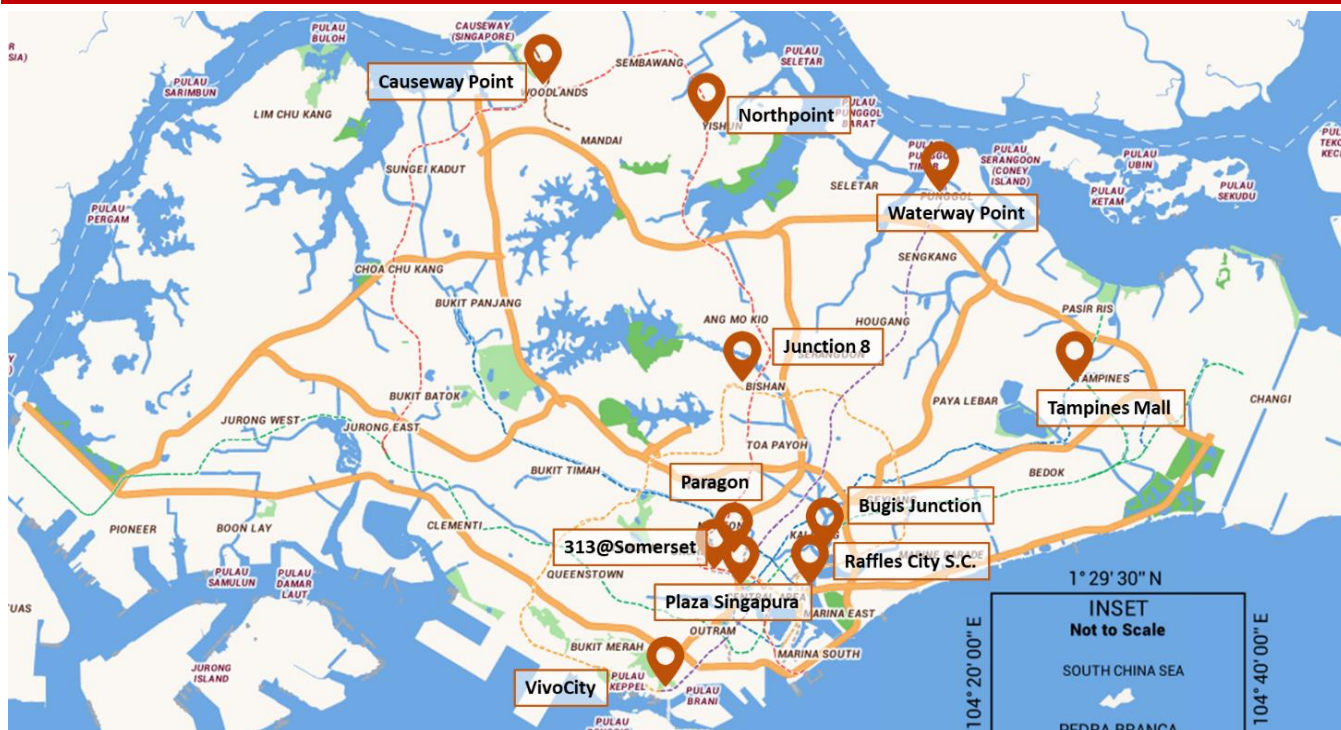 PULAU
BULOH
CAUSEWAY
(SINGAPORE)
SIA)
PULAU
SARIMBUN
LIM CHU KANG
Causeway Point
WOODLANDS
SEMBAWANG
PULAU
SELETAR
Northpoint
YISHUN
PULAU
PUNGGOL
BARAT
MANDAI
SUNGEI KADUT
PULAU
PERGAM
SELETAR
PUNGGOL
PULAU
SERANGOON
(CONEY
ISLAND)
PULAU
UBIN
PULAU
KETAM
PULAU
SEKUDU
PUNGGOL
Waterway Point
SENGKANG
CHOA CHU KANG
BUKIT PANJANG
ANG MO KIO
HOUGANG
PASIR RIS
Junction 8
SERANGOON
BISHAN
TAMPINES
Tampines Mall
CHANGI
PAYA LEBAR
BUKIT BATOK
JURONG WEST
JURONG EAST
TOA PAYOH
BUKIT TIMAH
BEDOK
Paragon
GEYLANG
Bugis Junction
PIONEER
BOON LAY
CLEMENTI
313@Somerset
MARINE PARADE
Raffles City S.C.
QUEENSTOWN
PULAU
SAMULUN
PULAU
DAMAR
LAUT
Plaza Singapura
CENTRAL AREA
MARINA EAST
OUTRAM
BUKIT MERAH
MARINA SOUTH
JURONG
ISLAND
VivoCity
PULAU
KEPPEL
PULAU
BRANI
PULAU
1° 29' 30" N
INSET
Not to Scale
SOUTH CHINA SEA
PEDRA BRANCA
104° 20' 00" E
104° 40' 00" E